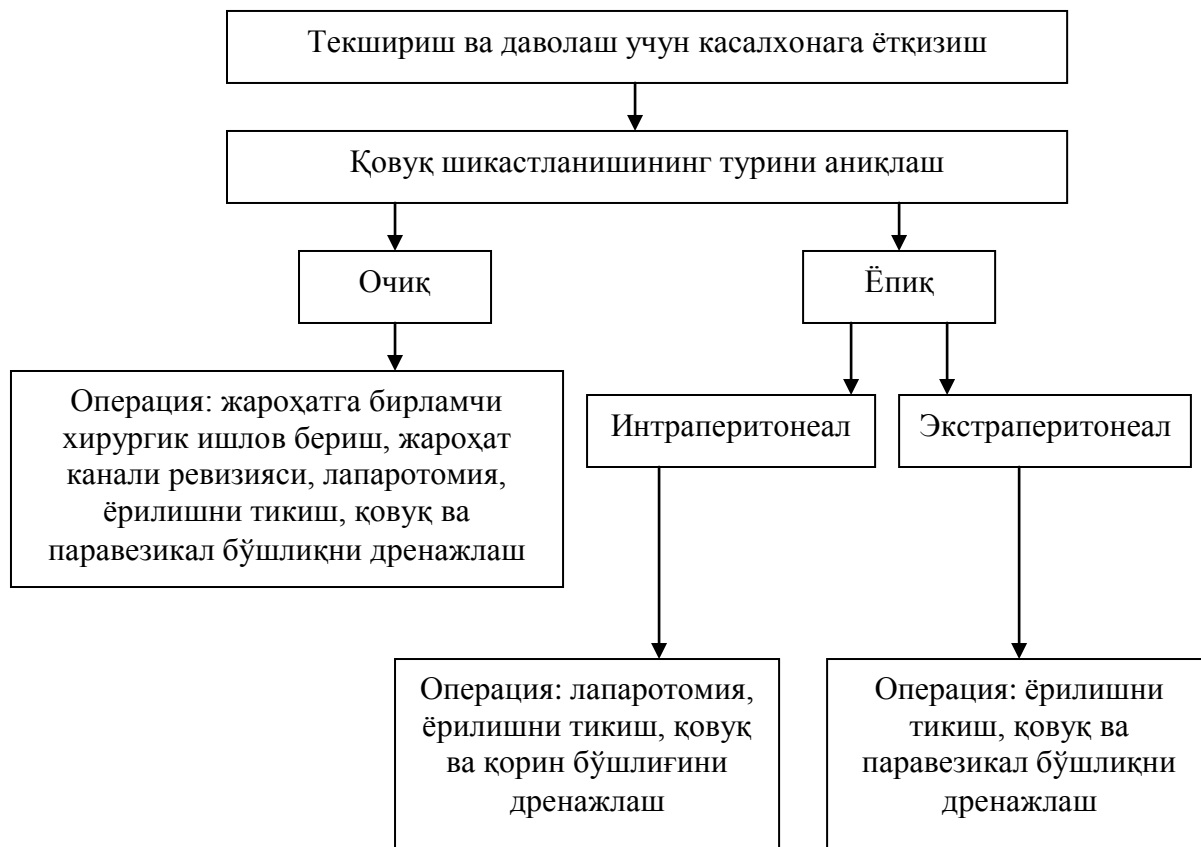 Текшириш ва даволаш учун касалхонага ётқизиш
Қовуқ шикастланишининг турини аниқлаш
Очиқ
Ёпиқ
Операция: жароҳатга бирламчи
хирургик ишлов бериш, жароҳат
канали ревизияси, лапаротомия,
ёрилишни тикиш, қовуқ ва
паравезикал бўшлиқни дренажлаш
Интраперитонеал
Экстраперитонеал
Операция: лапаротомия,
ёрилишни тикиш, қовуқ
ва қорин бўшлиғини
дренажлаш
Операция: ёрилишни
тикиш, қовуқ ва
паравезикал бўшлиқни
дренажлаш